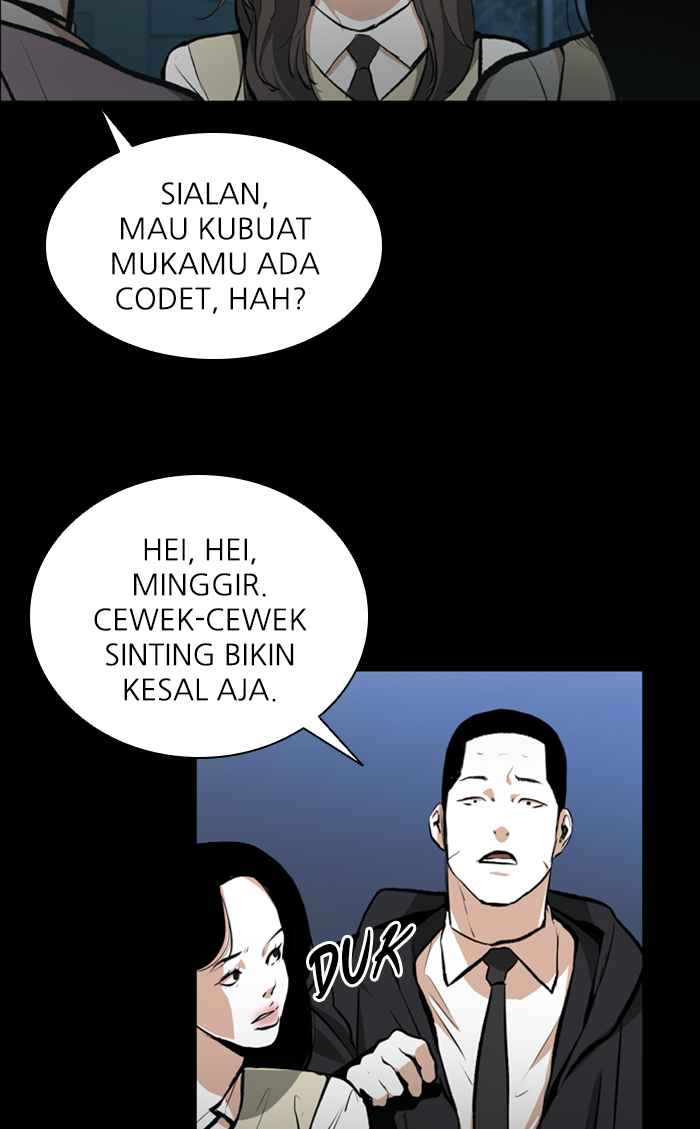 SIALAN,
MAU KUBUAT
MUKAMU ADA
CODET, HAH?
HEI, HEI,
MINGGIR.
CEWEK-CEWEK
SINTING BIKIN
KESAL AJA.
DUK